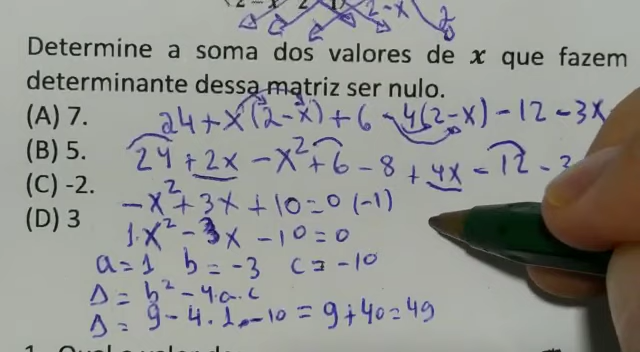 Determine a soma dos valores de x que fazem
determinante dessa matriz ser nulo.
(A) 7.
24+x(2-x)+6-4(2-x)-12-3x
(B) 5.
24+2x-x²+6-8+4x-12-3
(C) -2.
-x²+3x+10=0 (-1)
(D) 3
1.x²-3x-10=0
a=1 b=-3 c=-10
Δ=b²-4.a.c
Δ=9-4.1.-10=9+40=49